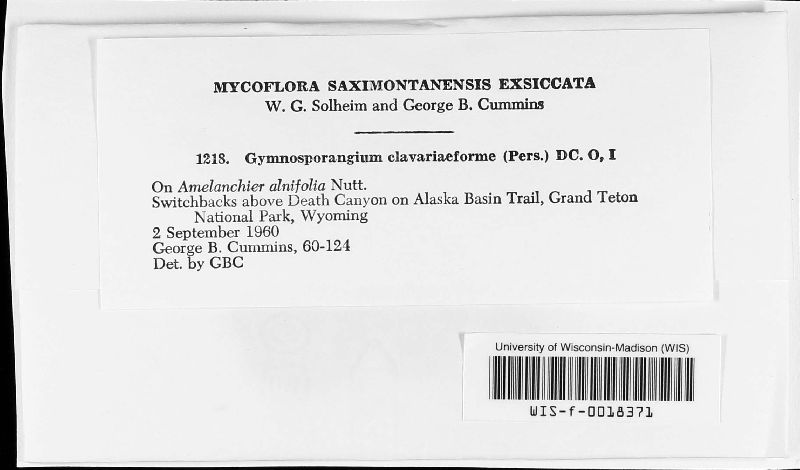 MYCOFLORA SAXIMONTANENSIS EXSICCATA
W. G. Solheim and George B. Cummins
1218. Gymnosporangium clavariaeforme (Pers.) DC. O, I
On Amelanchier alnifolia Nutt.
Switchbacks above Death Canyon on Alaska Basin Trail, Grand Teton
National Park, Wyoming
2 September 1960
George B. Cummins, 60-124
Det. by GBC
University of Wisconsin-Madison (WIS)
WIS-f-0018371